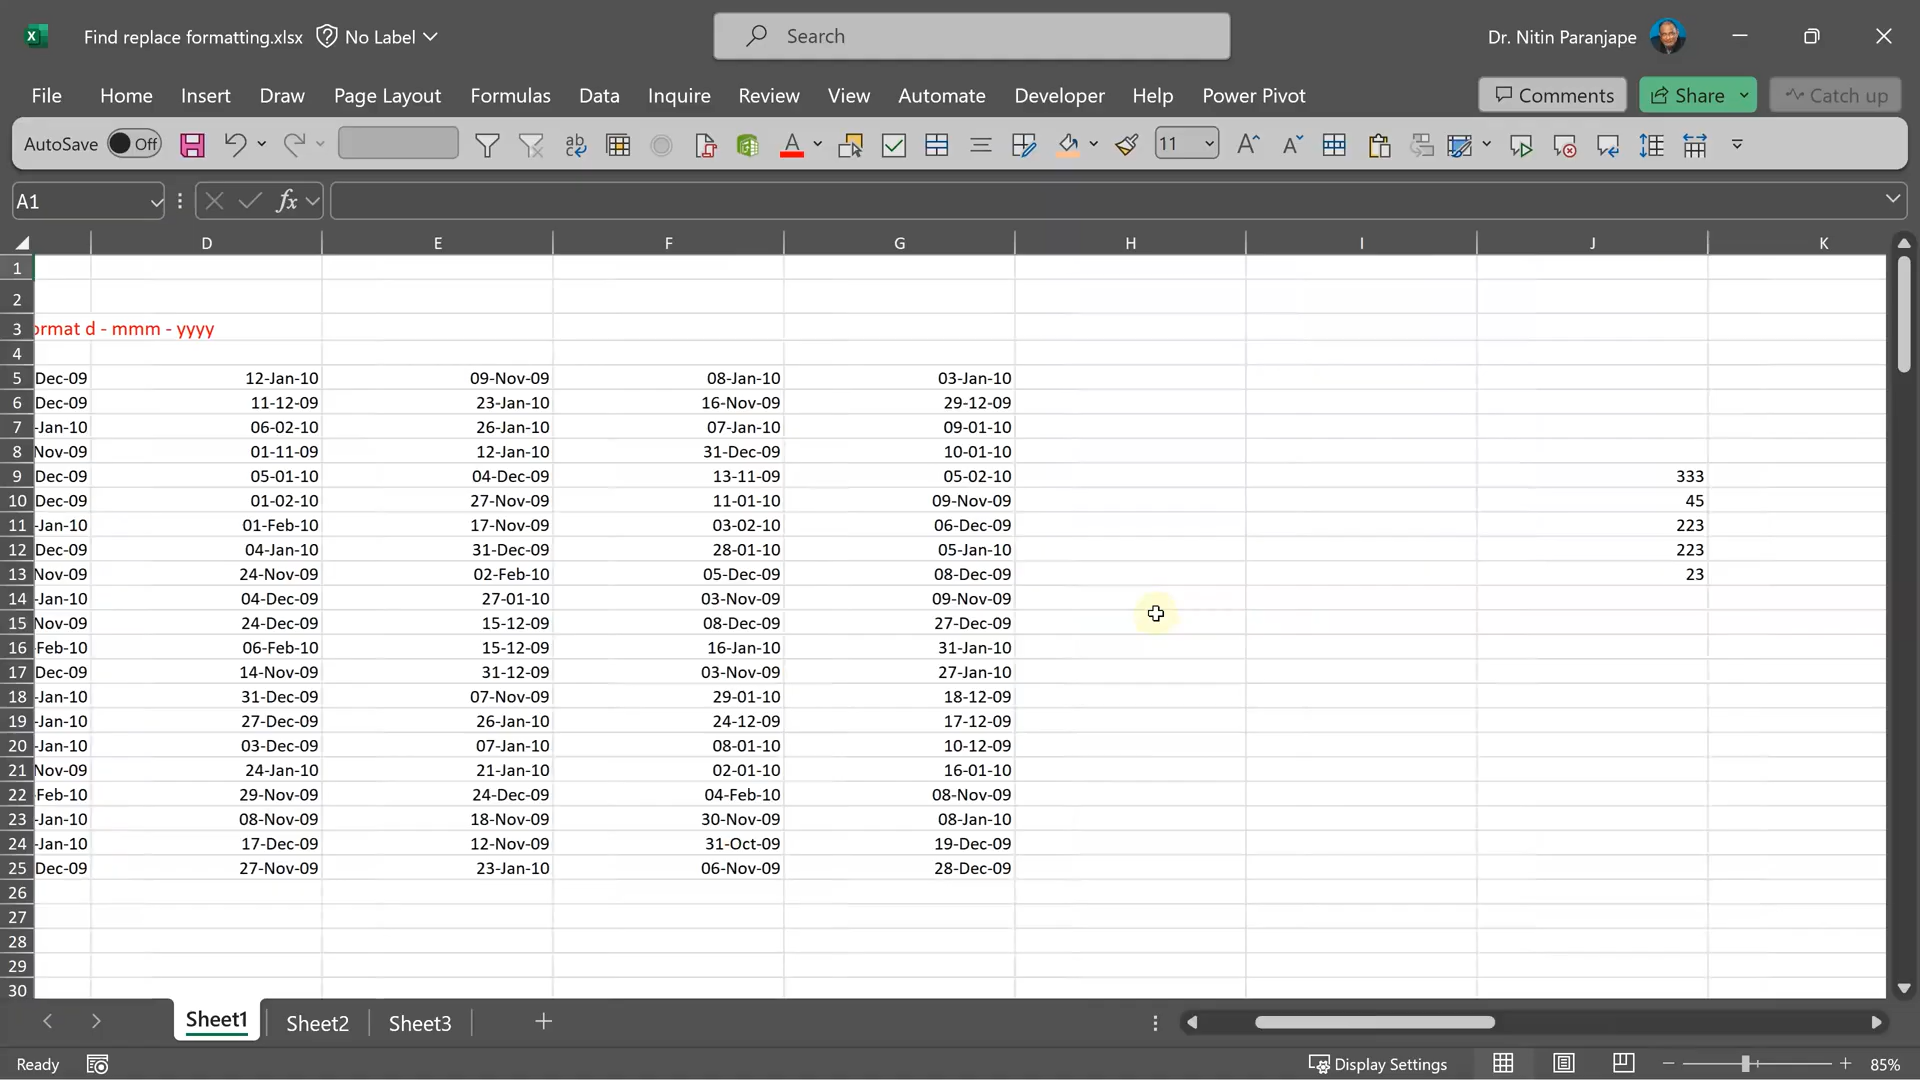 Find replace formatting.xlsx No Label Search Dr. Nitin Paranjape
File Home Insert Draw Page Layout Formulas Data Inquire Review View Automate Developer Help Power Pivot Comments Share Catch up
AutoSave Off 11
A1 fx
D E F G H I J K
1
2
3 ormat d - mmm - yyyy
4
5 Dec-09 12-Jan-10 09-Nov-09 08-Jan-10 03-Jan-10
6 Dec-09 11-12-09 23-Jan-10 16-Nov-09 29-12-09
7 -Jan-10 06-02-10 26-Jan-10 07-Jan-10 09-01-10
8 Nov-09 01-11-09 12-Jan-10 31-Dec-09 10-01-10
9 Dec-09 05-01-10 04-Dec-09 13-11-09 05-02-10 333
10 Dec-09 01-02-10 27-Nov-09 11-01-10 09-Nov-09 45
11 -Jan-10 01-Feb-10 17-Nov-09 03-02-10 06-Dec-09 223
12 Dec-09 04-Jan-10 31-Dec-09 28-01-10 05-Jan-10 223
13 Nov-09 24-Nov-09 02-Feb-10 05-Dec-09 08-Dec-09 23
14 -Jan-10 04-Dec-09 27-01-10 03-Nov-09 09-Nov-09
15 Nov-09 24-Dec-09 15-12-09 08-Dec-09 27-Dec-09
16 Feb-10 06-Feb-10 15-12-09 16-Jan-10 31-Jan-10
17 Dec-09 14-Nov-09 31-12-09 03-Nov-09 27-Jan-10
18 -Jan-10 31-Dec-09 07-Nov-09 29-01-10 18-12-09
19 -Jan-10 27-Dec-09 26-Jan-10 24-12-09 17-12-09
20 -Jan-10 03-Dec-09 07-Jan-10 08-01-10 10-12-09
21 Nov-09 24-Jan-10 21-Jan-10 02-01-10 16-01-10
22 Feb-10 29-Nov-09 24-Dec-09 04-Feb-10 08-Nov-09
23 -Jan-10 08-Nov-09 18-Nov-09 30-Nov-09 08-Jan-10
24 -Jan-10 17-Dec-09 12-Nov-09 31-Oct-09 19-Dec-09
25 Dec-09 27-Nov-09 23-Jan-10 06-Nov-09 28-Dec-09
26
27
28
29
30
Sheet1 Sheet2 Sheet3
Ready Display Settings 85%